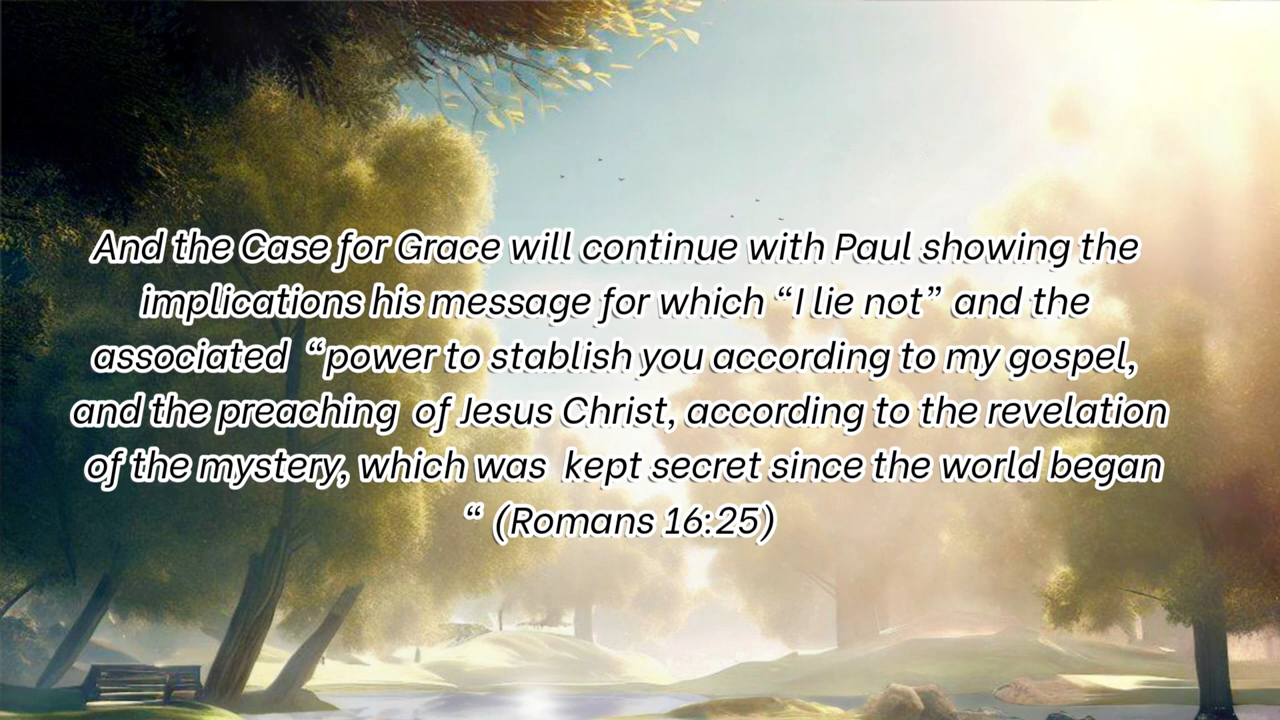 And the Case for Grace will continue with Paul showing the
implications his message for which “I lie not” and the
associated “power to stablish you according to my gospel,
and the preaching of Jesus Christ, according to the revelation
of the mystery, which was kept secret since the world began
“ (Romans 16:25)